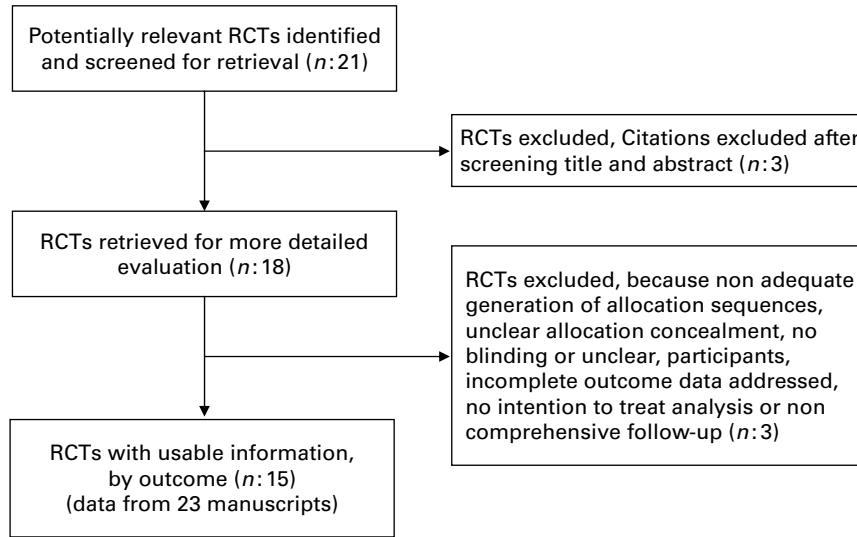 Potentially relevant RCTs identified
and screened for retrieval (n:21)
RCTs excluded, Citations excluded after
screening title and abstract (n:3)
RCTs retrieved for more detailed
evaluation (n:18)
RCTs excluded, because non adequate
generation of allocation sequences,
unclear allocation concealment, no
blinding or unclear, participants,
incomplete outcome data addressed,
no intention to treat analysis or non
comprehensive follow-up (n:3)
RCTs with usable information,
by outcome (n:15)
(data from 23 manuscripts)